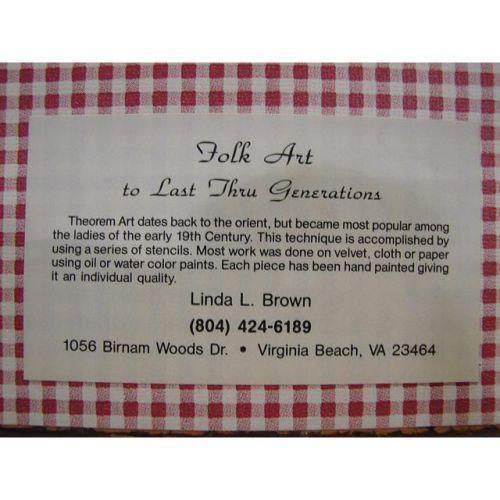 Folk Art
to Last Thru Generations
Theorem Art dates back to the orient, but became most popular among
the ladies of the early 19th Century. This technique is accomplished by
using a series of stencils. Most work was done on velvet, cloth or paper
using oil or water color paints. Each piece has been hand painted giving
it an individual quality.
Linda L. Brown
(804) 424-6189
1056 Birnam Woods Dr. • Virginia Beach, VA 23464